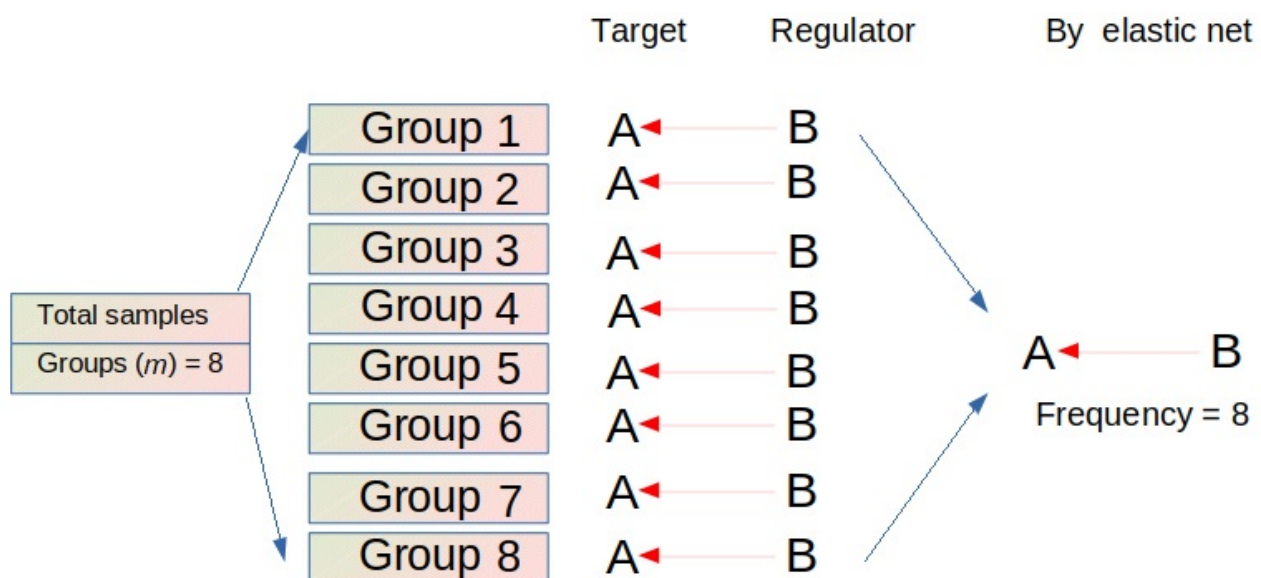 Target Regulator By elastic net
Group 1 A B
Group 2 A B
Group 3 A B
Group 4 A B
Total samples
Groups (m) = 8
Group 5 A B
A B
Frequency = 8
Group 6 A B
Group 7 A B
Group 8 A B